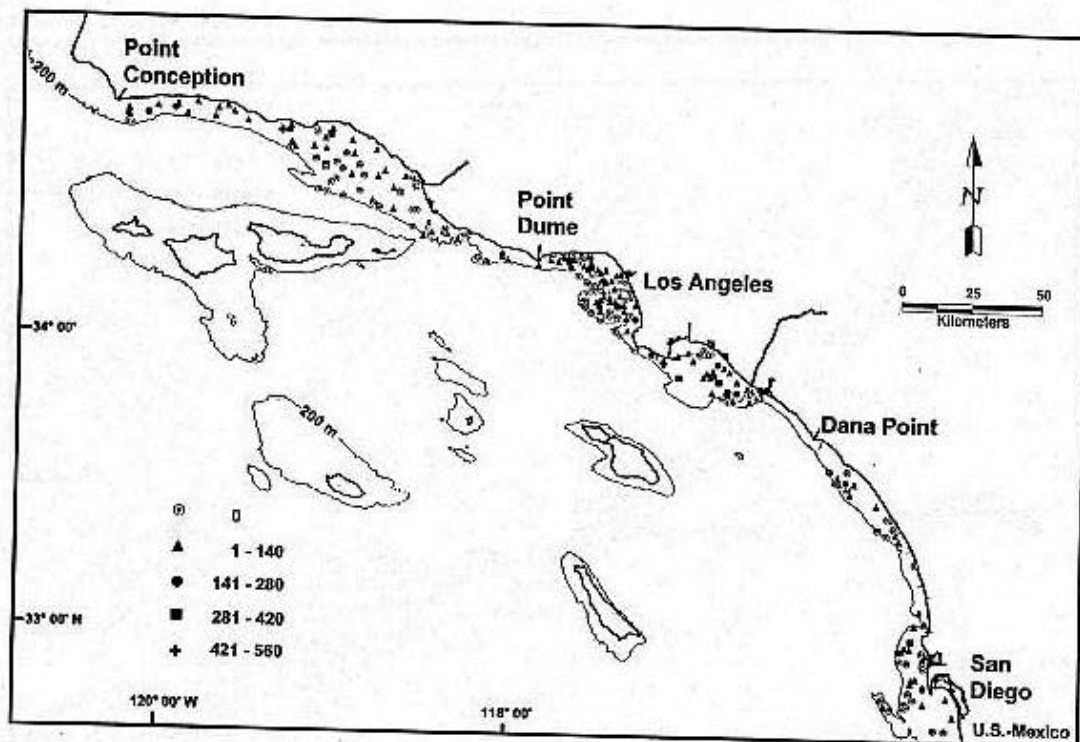 Point
Conception
-200 m
Point
Dume
Los Angeles
N
0 25 50
Kilometers
34° 00'
Dana Point
200 m
0
1 - 140
141 - 280
281 - 420
421 - 560
33° 00' N
San
Diego
120° 00' W
118° 00'
U.S.-Mexico